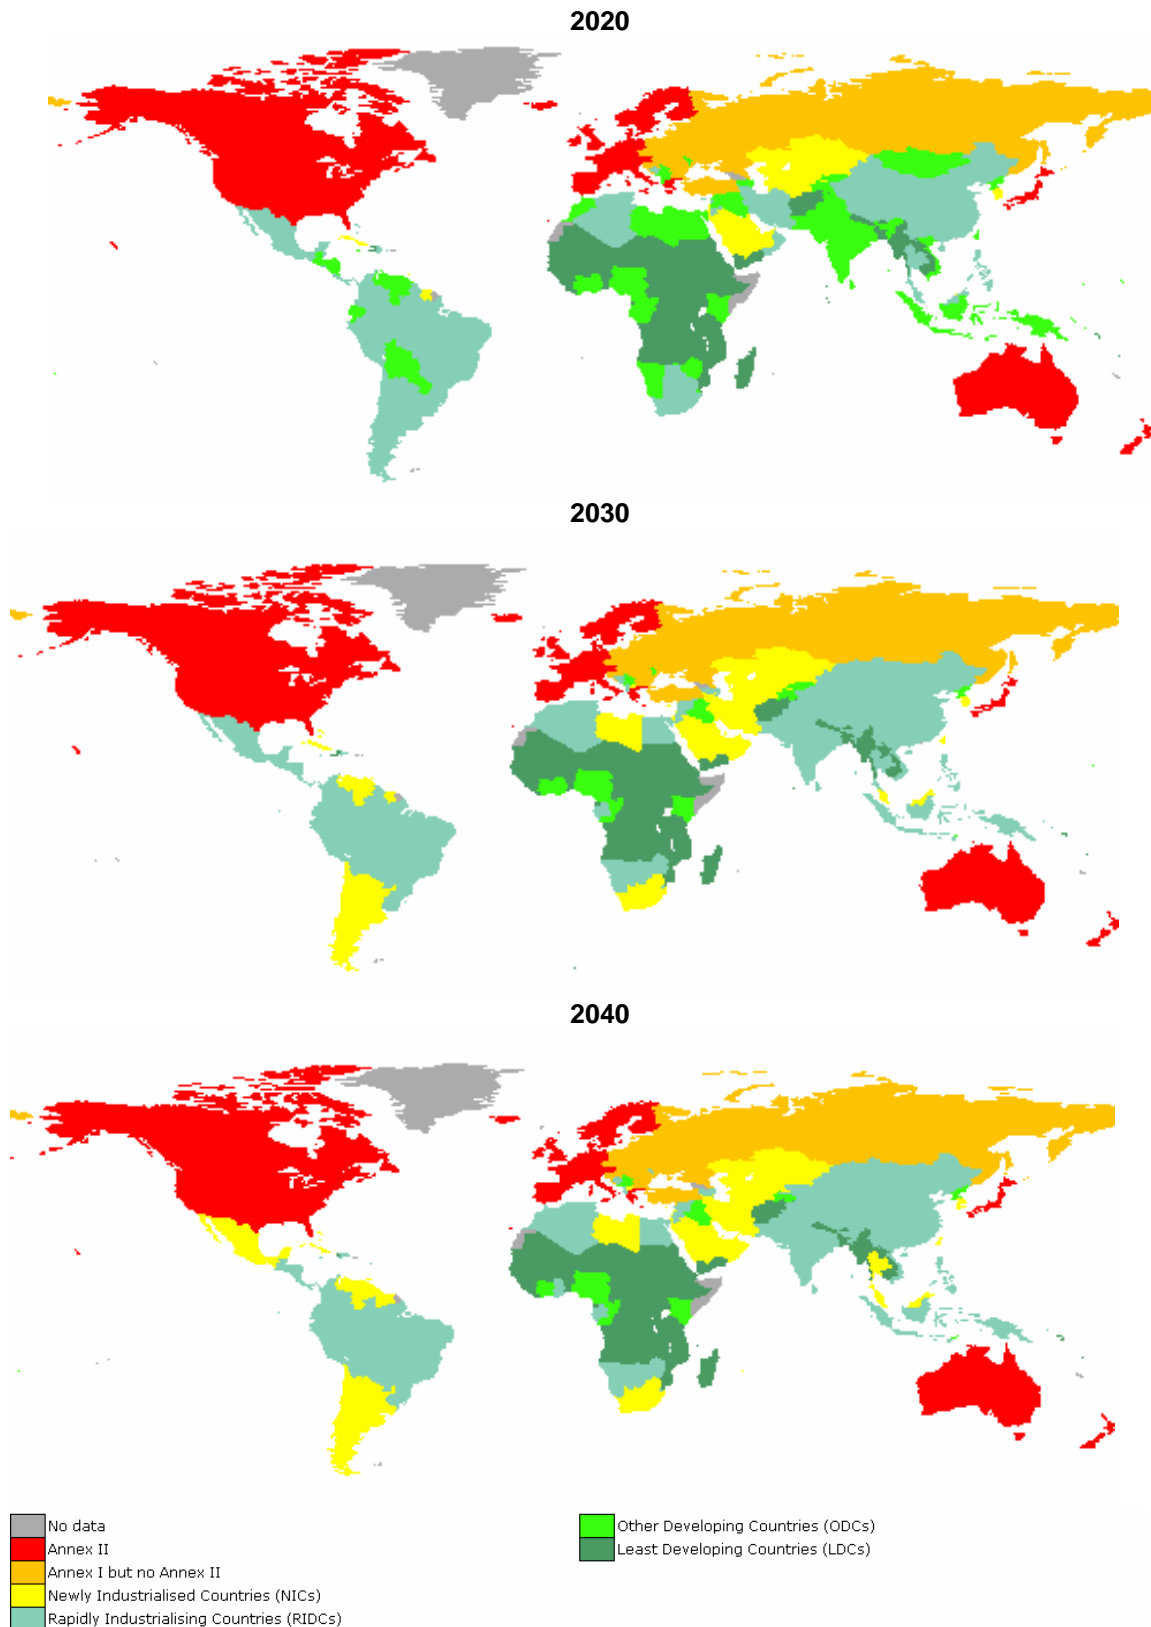 2020
2030
2040
No data
Annex II
Annex I but no Annex II
Newly Industrialised Countries (NICs)
Rapidly Industrialising Countries (RIDCs)
Other Developing Countries (ODCs)
Least Developing Countries (LDCs)